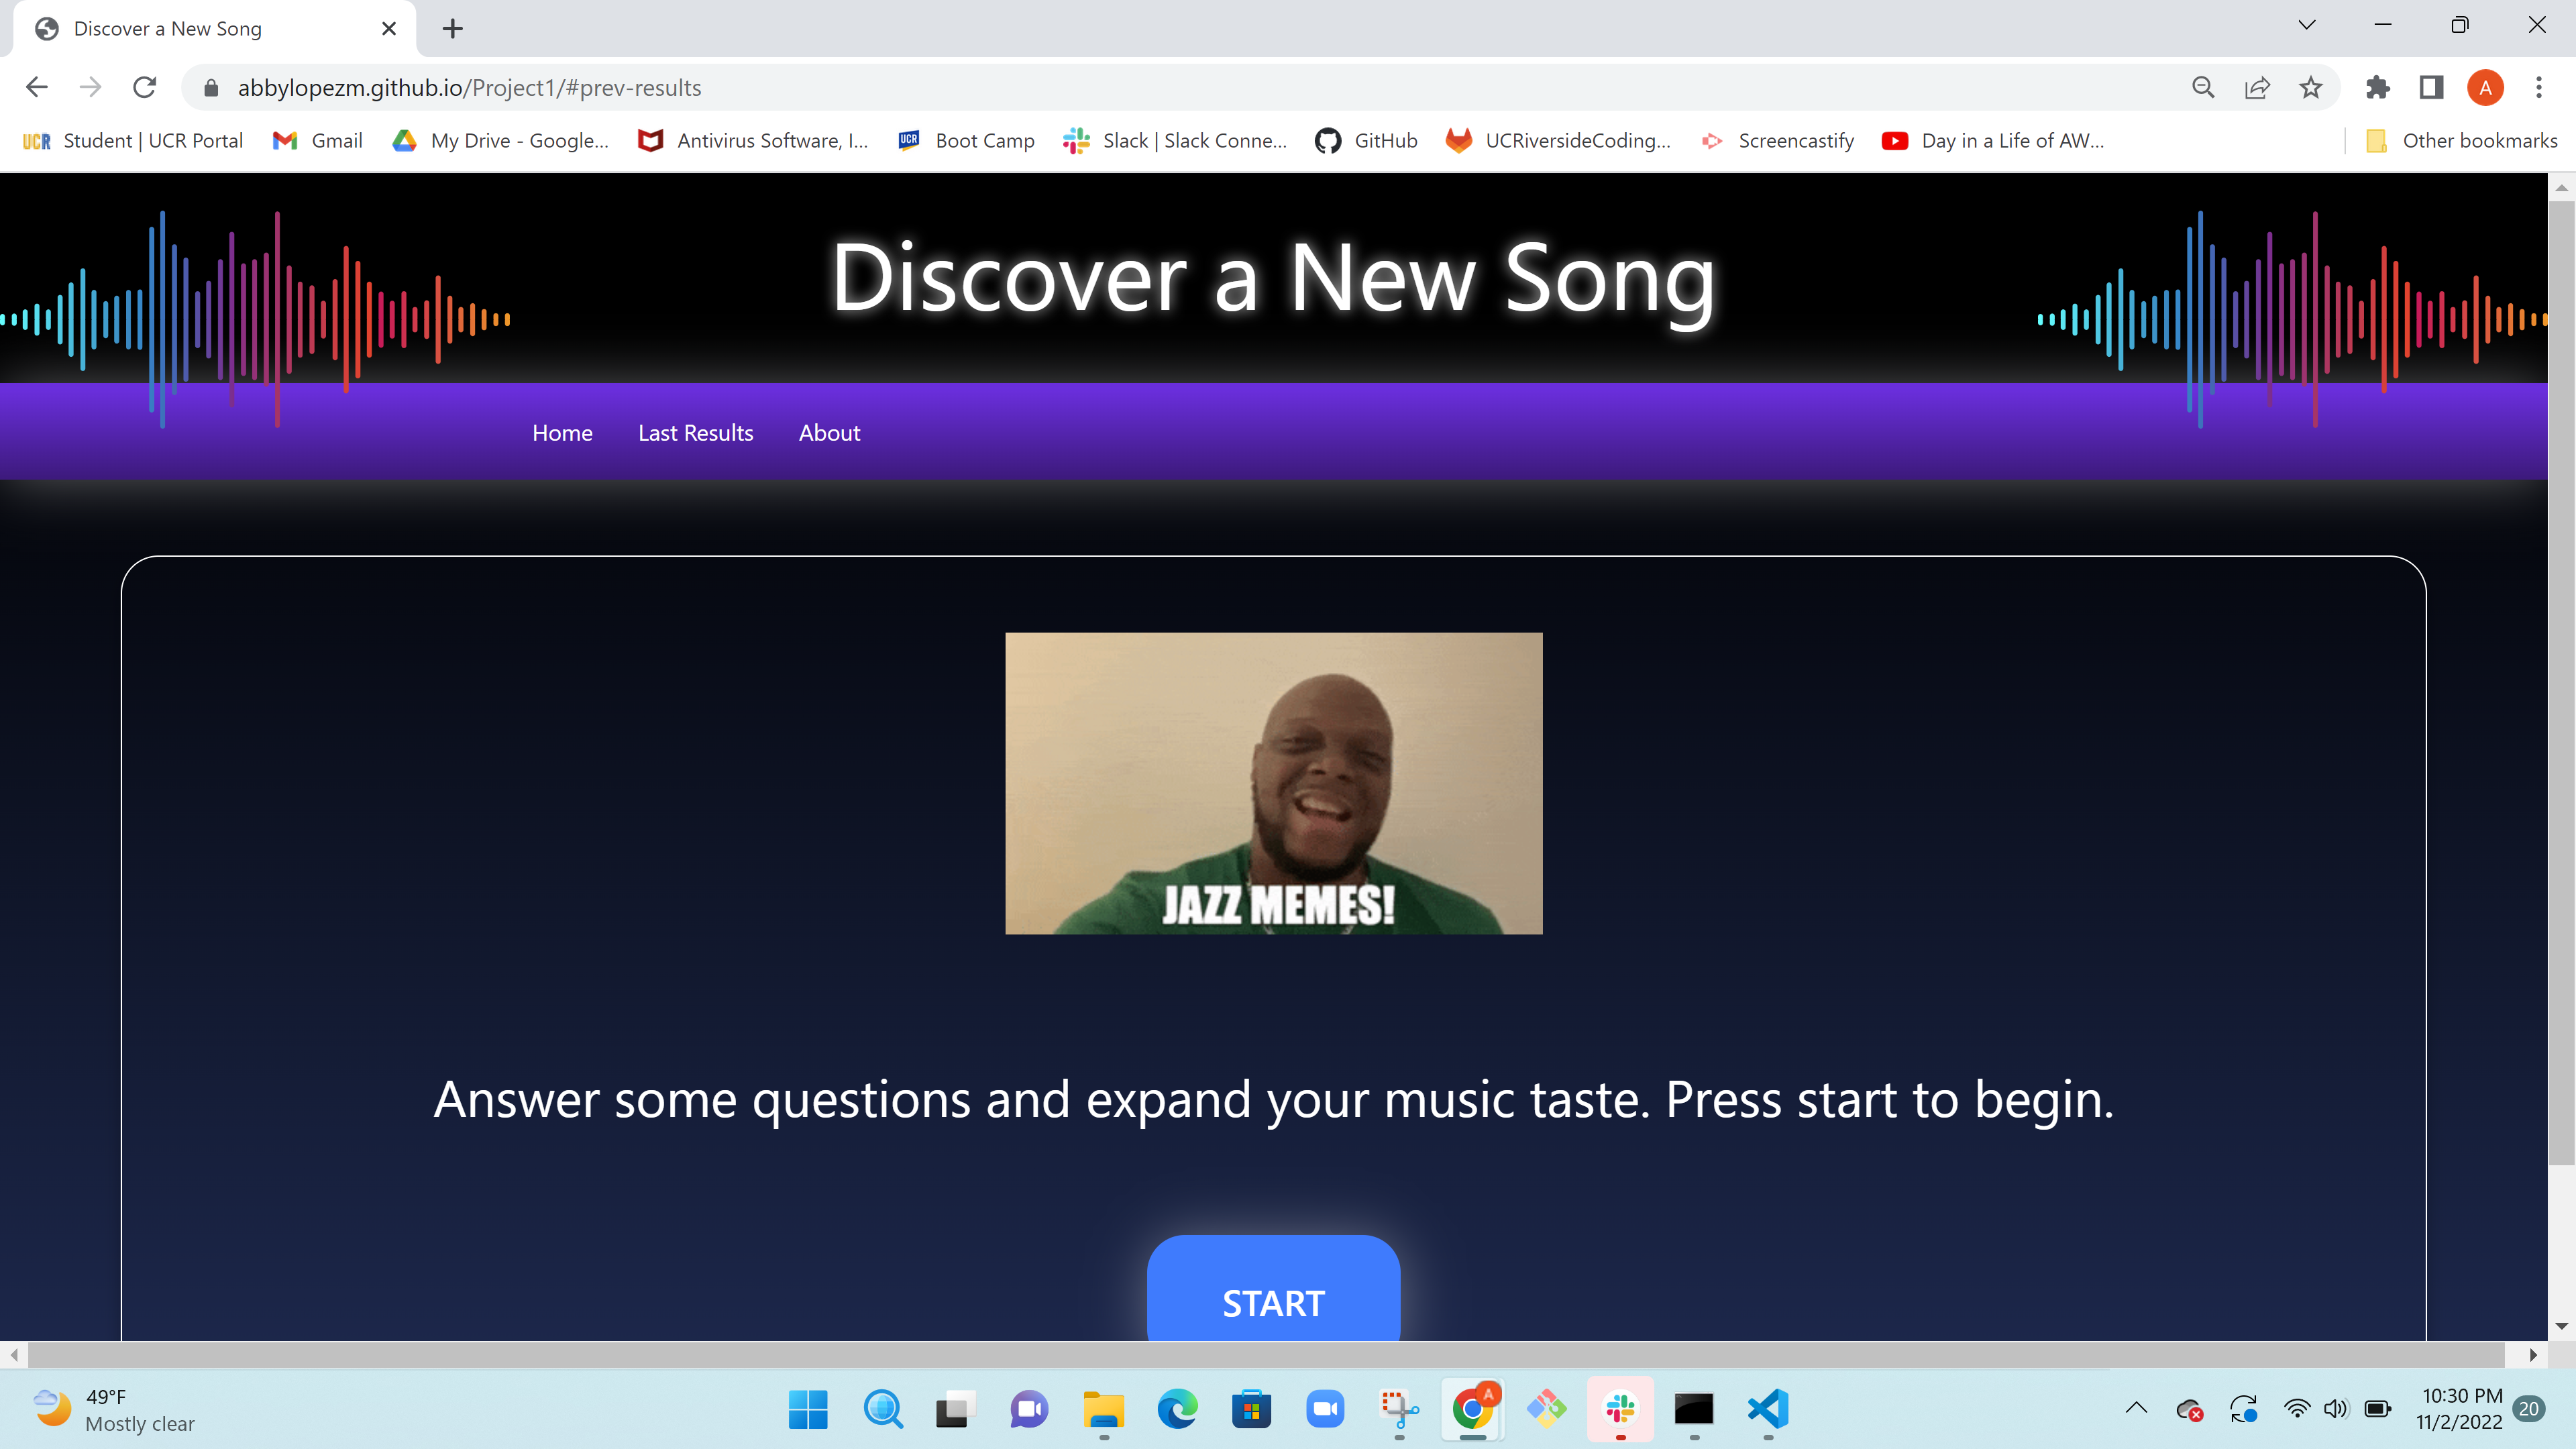 Discover a New Song
abbylopezm.github.io/Project1/#prev-results
A
UCR Student | UCR Portal
Gmail
My Drive - Google...
Antivirus Software, I...
UCR Boot Camp
Slack | Slack Conne...
GitHub
UCRiversideCoding...
Screencastify
Day in a Life of AW...
Other bookmarks
Discover a New Song
Home
Last Results
About
JAZZ MEMES!
Answer some questions and expand your music taste. Press start to begin.
START
49°F
Mostly clear
A
10:30 PM
11/2/2022
20